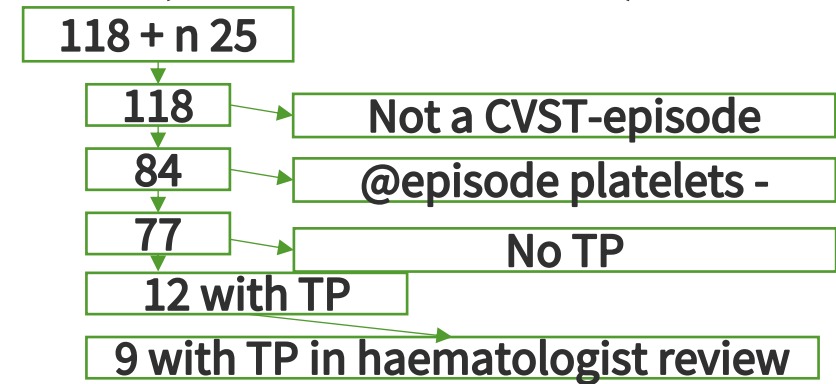 118 + n 25
118
Not a CVST-episode
84
@episode platelets -
77
No TP
12 with TP
9 with TP in haematologist review